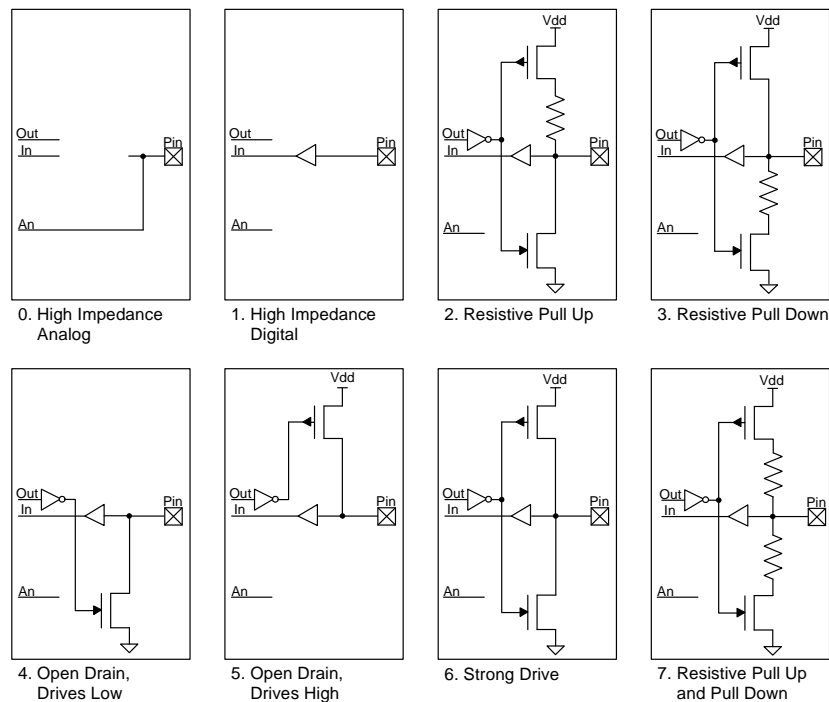 Out
In
An
Pin
0. High Impedance
Analog
Out
In
An
Pin
1. High Impedance
Digital
Vdd
Out
In
An
Pin
2. Resistive Pull Up
Vdd
Out
In
An
Pin
3. Resistive Pull Down
Out
In
An
Pin
4. Open Drain,
Drives Low
Vdd
Out
In
An
Pin
5. Open Drain,
Drives High
Vdd
Out
In
An
Pin
6. Strong Drive
Vdd
Out
In
An
Pin
7. Resistive Pull Up
and Pull Down